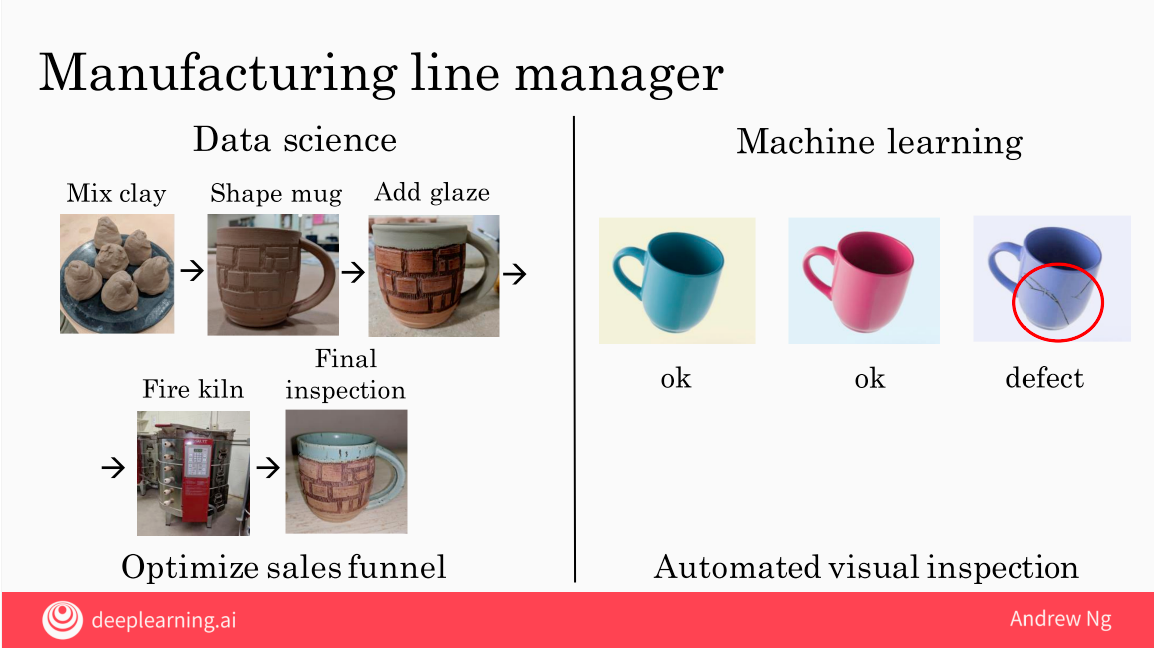 Manufacturing line manager
Data science
Mix clay
Shape mug
Add glaze
Fire kiln
Final
inspection
Optimize sales funnel
Machine learning
ok
ok
defect
Automated visual inspection
deeplearning.ai
Andrew Ng